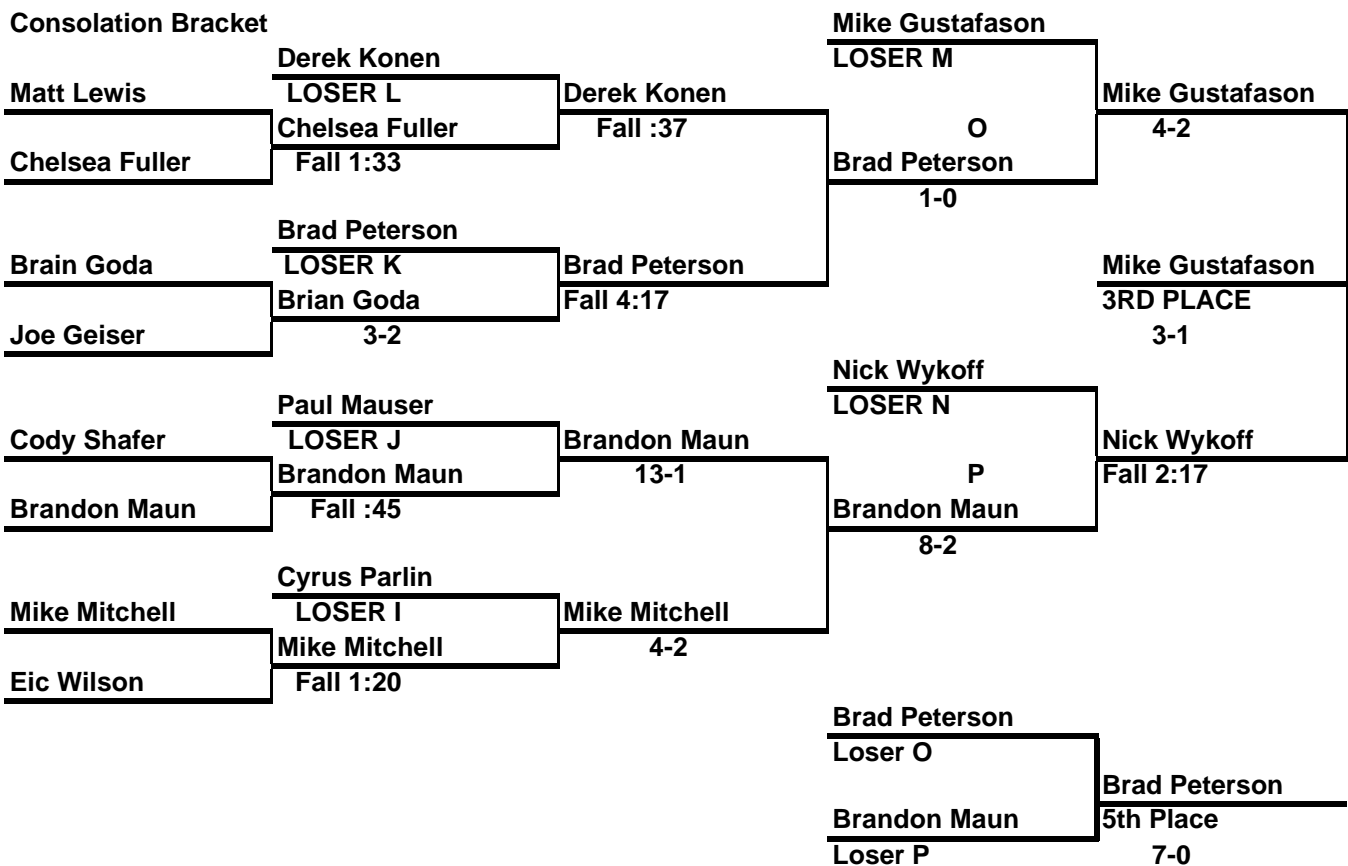 Consolation Bracket Mike Gustafason
Derek Konen LOSER M
Matt Lewis LOSER L Derek Konen Mike Gustafason
Chelsea Fuller Fall :37 O 4-2
Chelsea Fuller Fall 1:33 Brad Peterson
1-0
Brad Peterson
Brain Goda LOSER K Brad Peterson Mike Gustafason
Brian Goda Fall 4:17 3RD PLACE
Joe Geiser 3-2 3-1
Nick Wykoff
Paul Mauser LOSER N
Cody Shafer LOSER J Brandon Maun Nick Wykoff
Brandon Maun 13-1 P Fall 2:17
Brandon Maun Fall :45 Brandon Maun
8-2
Cyrus Parlin
Mike Mitchell LOSER I Mike Mitchell
Mike Mitchell 4-2
Eic Wilson Fall 1:20
Brad Peterson
Loser O
Brad Peterson
Brandon Maun 5th Place
Loser P 7-0